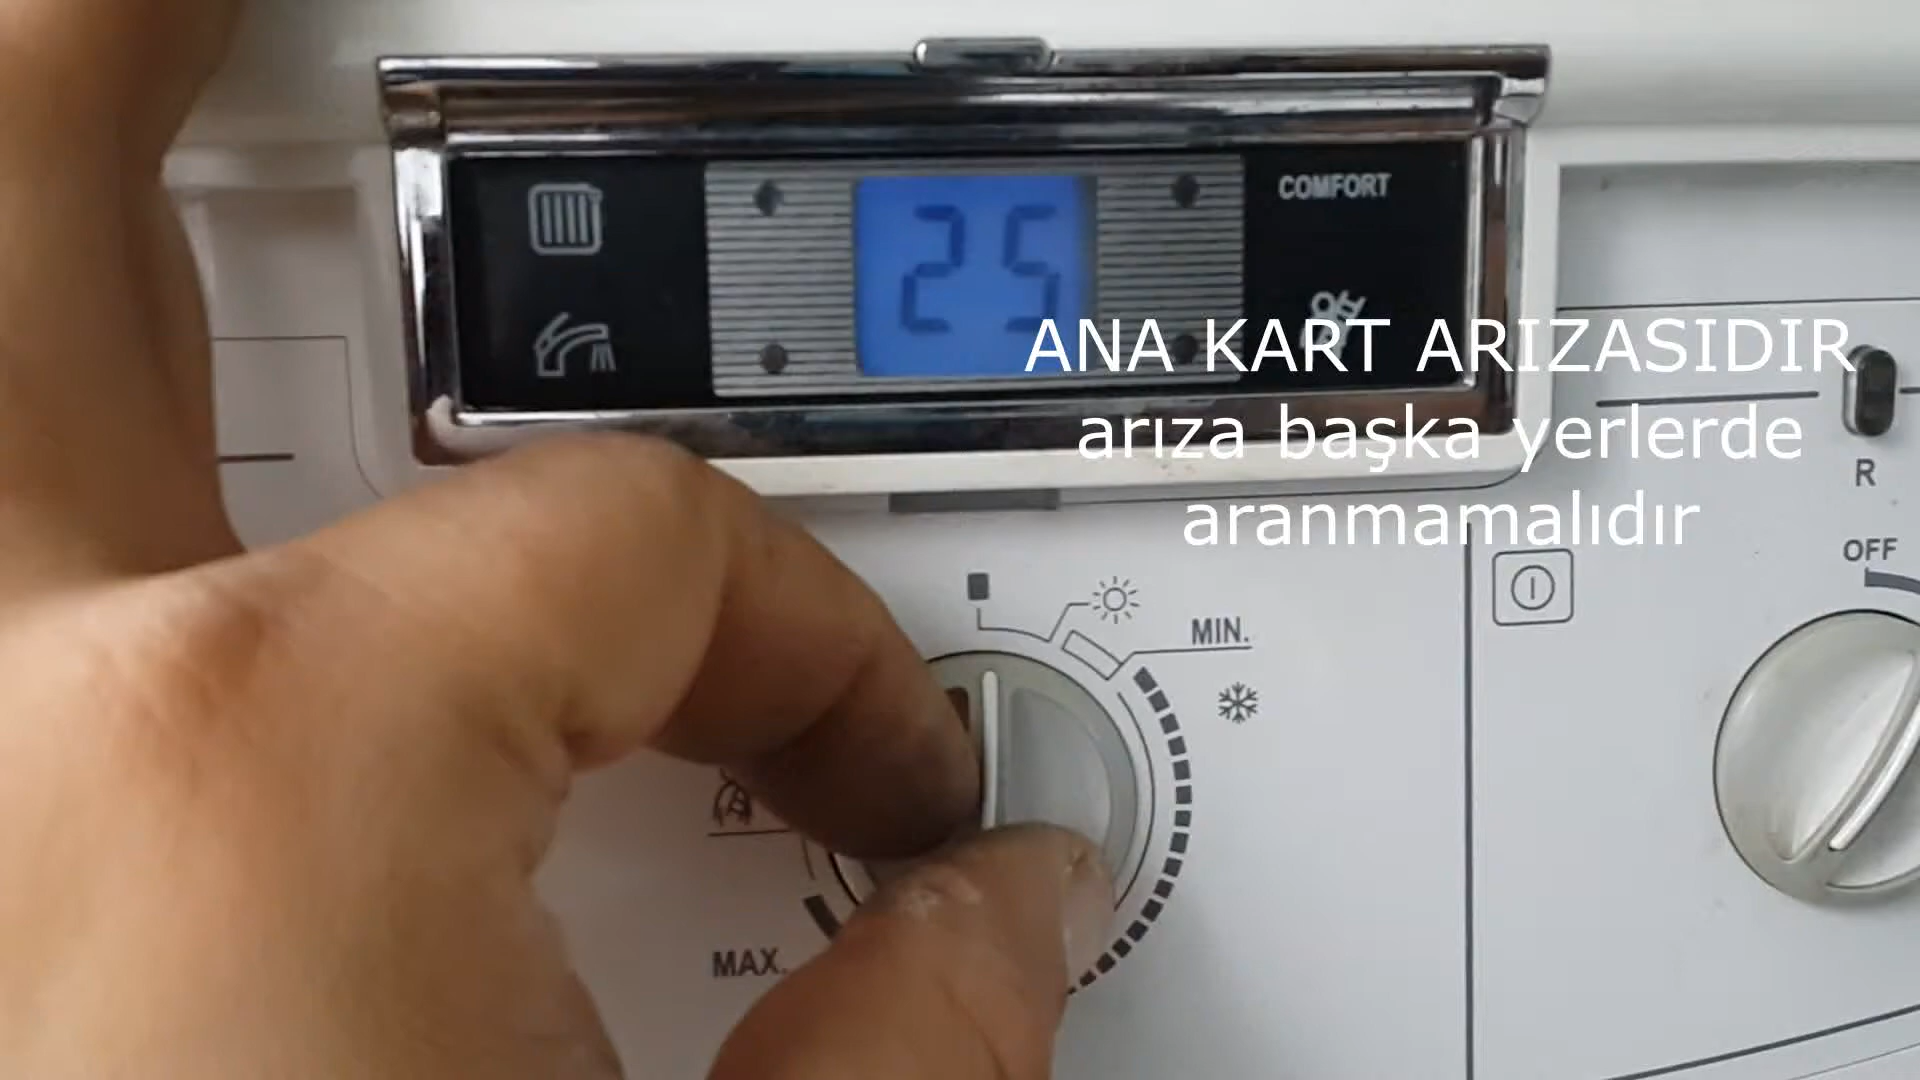 COMFORT
25
ANA KART ARIZASIDIR
arıza başka yerlerde
aranmamalıdır
R
OFF
MIN.
MAX.